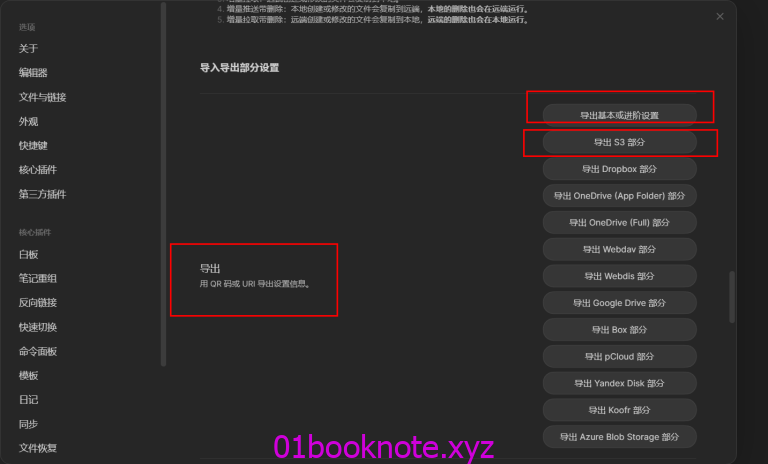 4. 增量推送带删除：本地创建或修改的文件会复制到远端，本地的删除也会在远端运行。
5. 增量拉取带删除：远端创建或修改的文件会复制到本地，远端的删除也会在本地运行。
选项
关于
编辑器
文件与链接
外观
快捷键
核心插件
第三方插件
核心插件
白板
笔记重组
反向链接
快速切换
命令面板
模板
日记
同步
文件恢复
导入导出部分设置
导出
用 QR 码或 URI 导出设置信息。
导出基本或进阶设置
导出 S3 部分
导出 Dropbox 部分
导出 OneDrive (App Folder) 部分
导出 OneDrive (Full) 部分
导出 Webdav 部分
导出 Webdis 部分
导出 Google Drive 部分
导出 Box 部分
导出 pCloud 部分
导出 Yandex Disk 部分
导出 Koofr 部分
导出 Azure Blob Storage 部分
01booknote.xyz